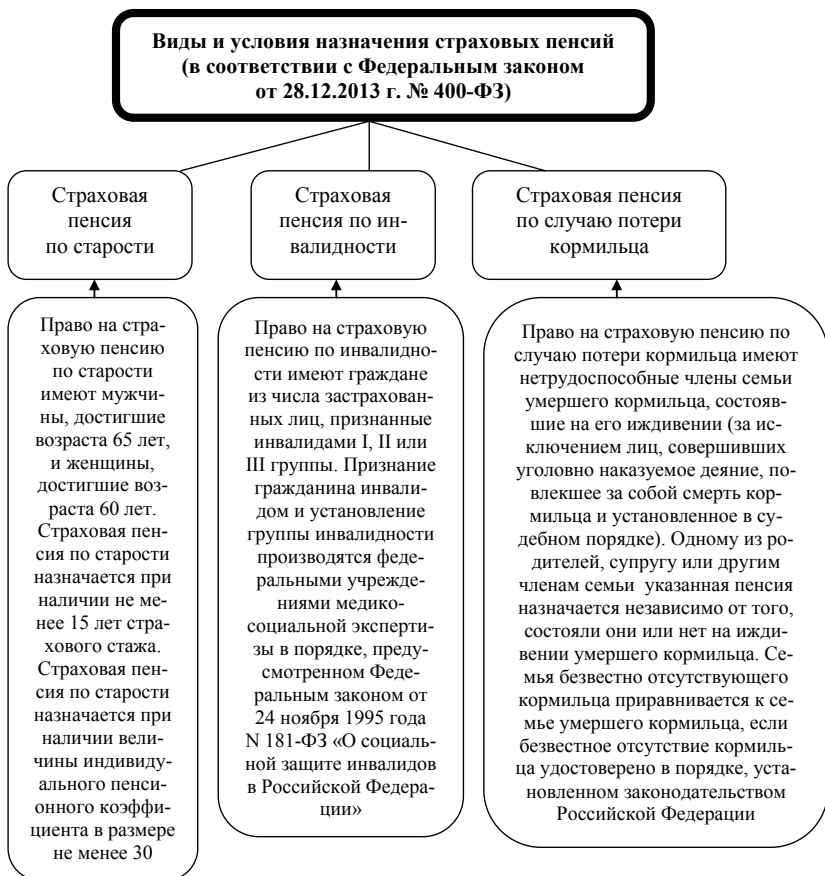 Виды и условия назначения страховых пенсий
(в соответствии с Федеральным законом
от 28.12.2013 г. № 400-ФЗ)
Страховая
пенсия
по старости
Страховая
пенсия по ин-
валидности
Страховая пенсия
по случаю потери
кормильца
Право на стра-
ховую пенсию
по старости
имеют мужчи-
ны, достигшие
возраста 65 лет,
и женщины,
достигшие воз-
раста 60 лет.
Страховая пен-
сия по старости
назначается при
наличии не ме-
нее 15 лет стра-
хового стажа.
Страховая пен-
сия по старости
назначается при
наличии вели-
чины индивиду-
ального пенси-
онного коэффи-
циента в размере
не менее 30
Право на страховую
пенсию по инвалидно-
сти имеют граждане
из числа застрахован-
ных лиц, признанные
инвалидами I, II или
III группы. Признание
гражданина инвали-
дом и установление
группы инвалидности
производятся феде-
ральными учрежде-
ниями медико-
социальной эксперти-
зы в порядке, преду-
смотренном Феде-
ральным законом от
24 ноября 1995 года
N 181-ФЗ «О социаль-
ной защите инвалидов
в Российской Федера-
ции»
Право на страховую пенсию по
случаю потери кормильца имеют
нетрудоспособные члены семьи
умершего кормильца, состояв-
шие на его иждивении (за ис-
ключением лиц, совершивших
уголовно наказуемое деяние, по-
влекшее за собой смерть кор-
мильца и установленное в су-
дебном порядке). Одному из ро-
дителей, супругу или другим
членам семьи указанная пенсия
назначается независимо от того,
состояли они или нет на ижди-
вении умершего кормильца. Се-
мья безвестно отсутствующего
кормильца приравнивается к се-
мье умершего кормильца, если
безвестное отсутствие кормиль-
ца удостоверено в порядке, уста-
новленном законодательством
Российской Федерации